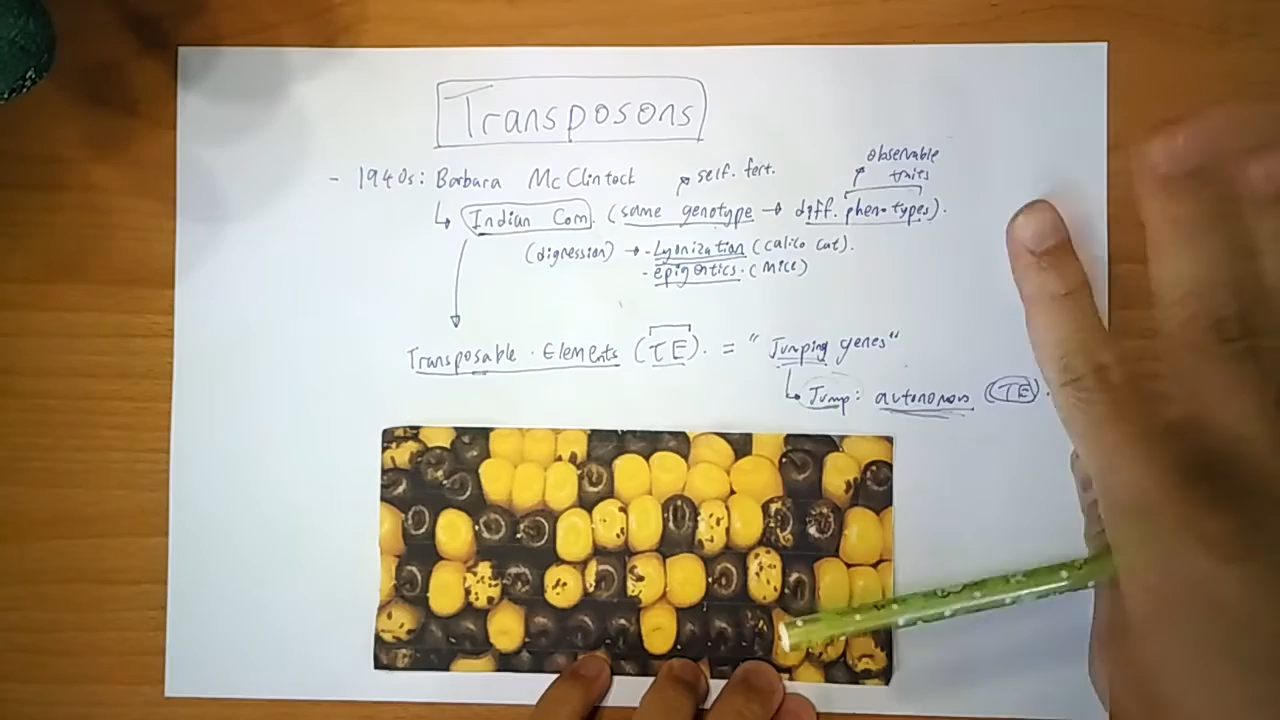 Transposons
- 1940s: Barbara McClintock
self. fert.
observable traits
↳ Indian Corn. (same genotype → diff. phenotypes).
(digression) → - Lyonization (calico cat).
- epigentics. (Mice)
Transposable. Elements (TE). = "Jumping genes"
↳ Jump: autonomous (TE).